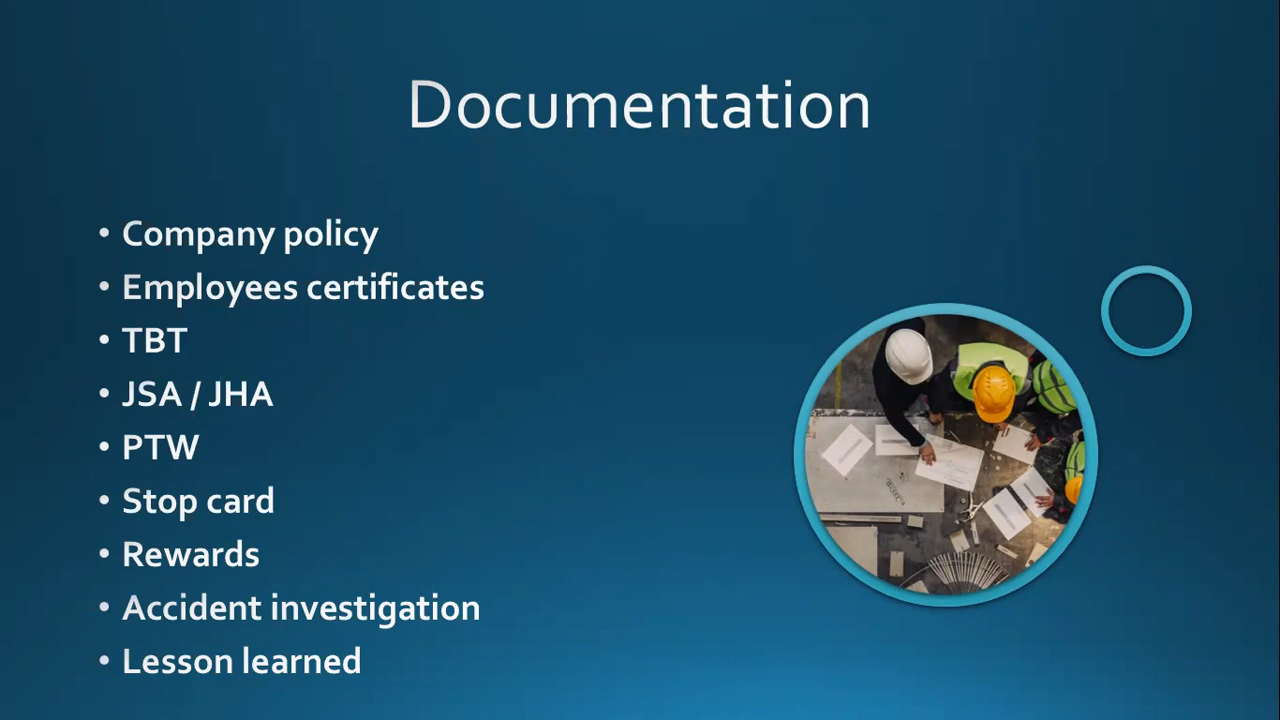 Documentation
• Company policy
• Employees certificates
• TBT
• JSA / JHA
• PTW
• Stop card
• Rewards
• Accident investigation
• Lesson learned